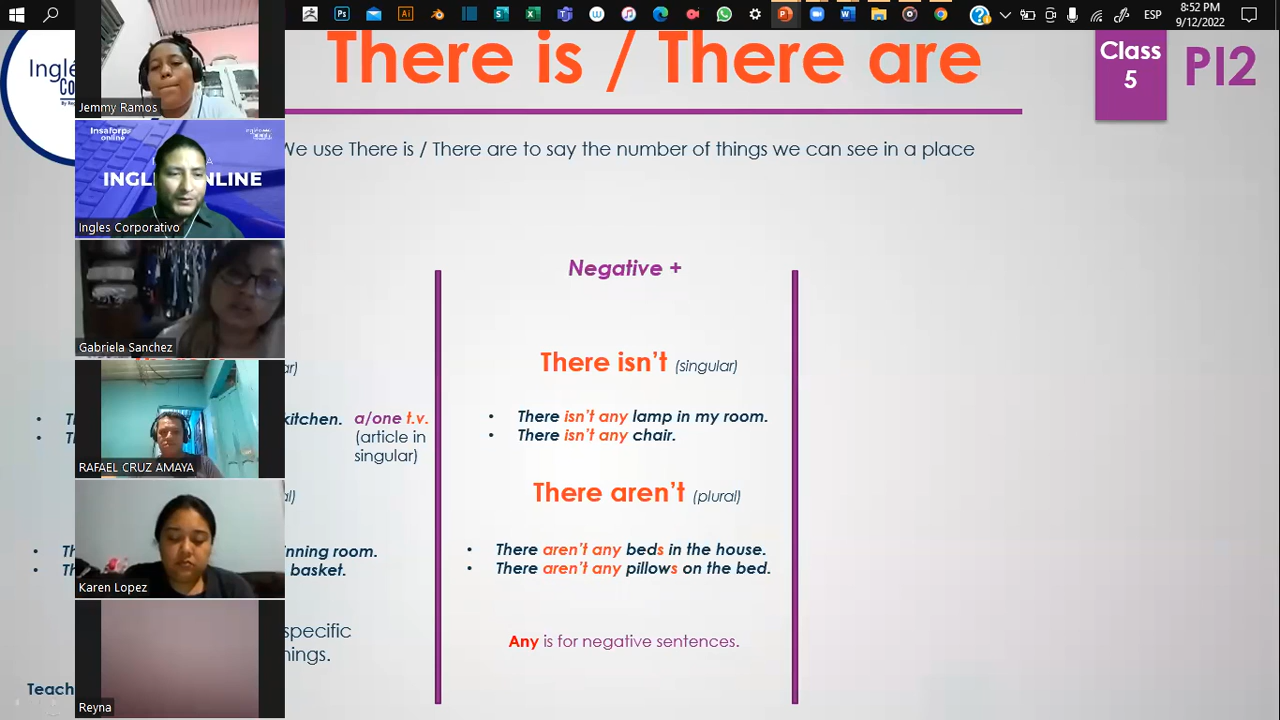 8:52 PM
ESP
9/12/2022
There is / There are
Class
5
PI2
Jemmy Ramos
Insaforp
online
INGL NLINE
Ingles Corporativo
We use There is / There are to say the number of things we can see in a place
Gabriela Sanchez
RAFAEL CRUZ AMAYA
Karen Lopez
Reyna
kitchen. a/one t.v.
(article in
singular)
inning room.
basket.
specific
Teach
Negative +
There isn't (singular)
• There isn't any lamp in my room.
• There isn't any chair.
There aren't (plural)
• There aren't any beds in the house.
• There aren't any pillows on the bed.
Any is for negative sentences.